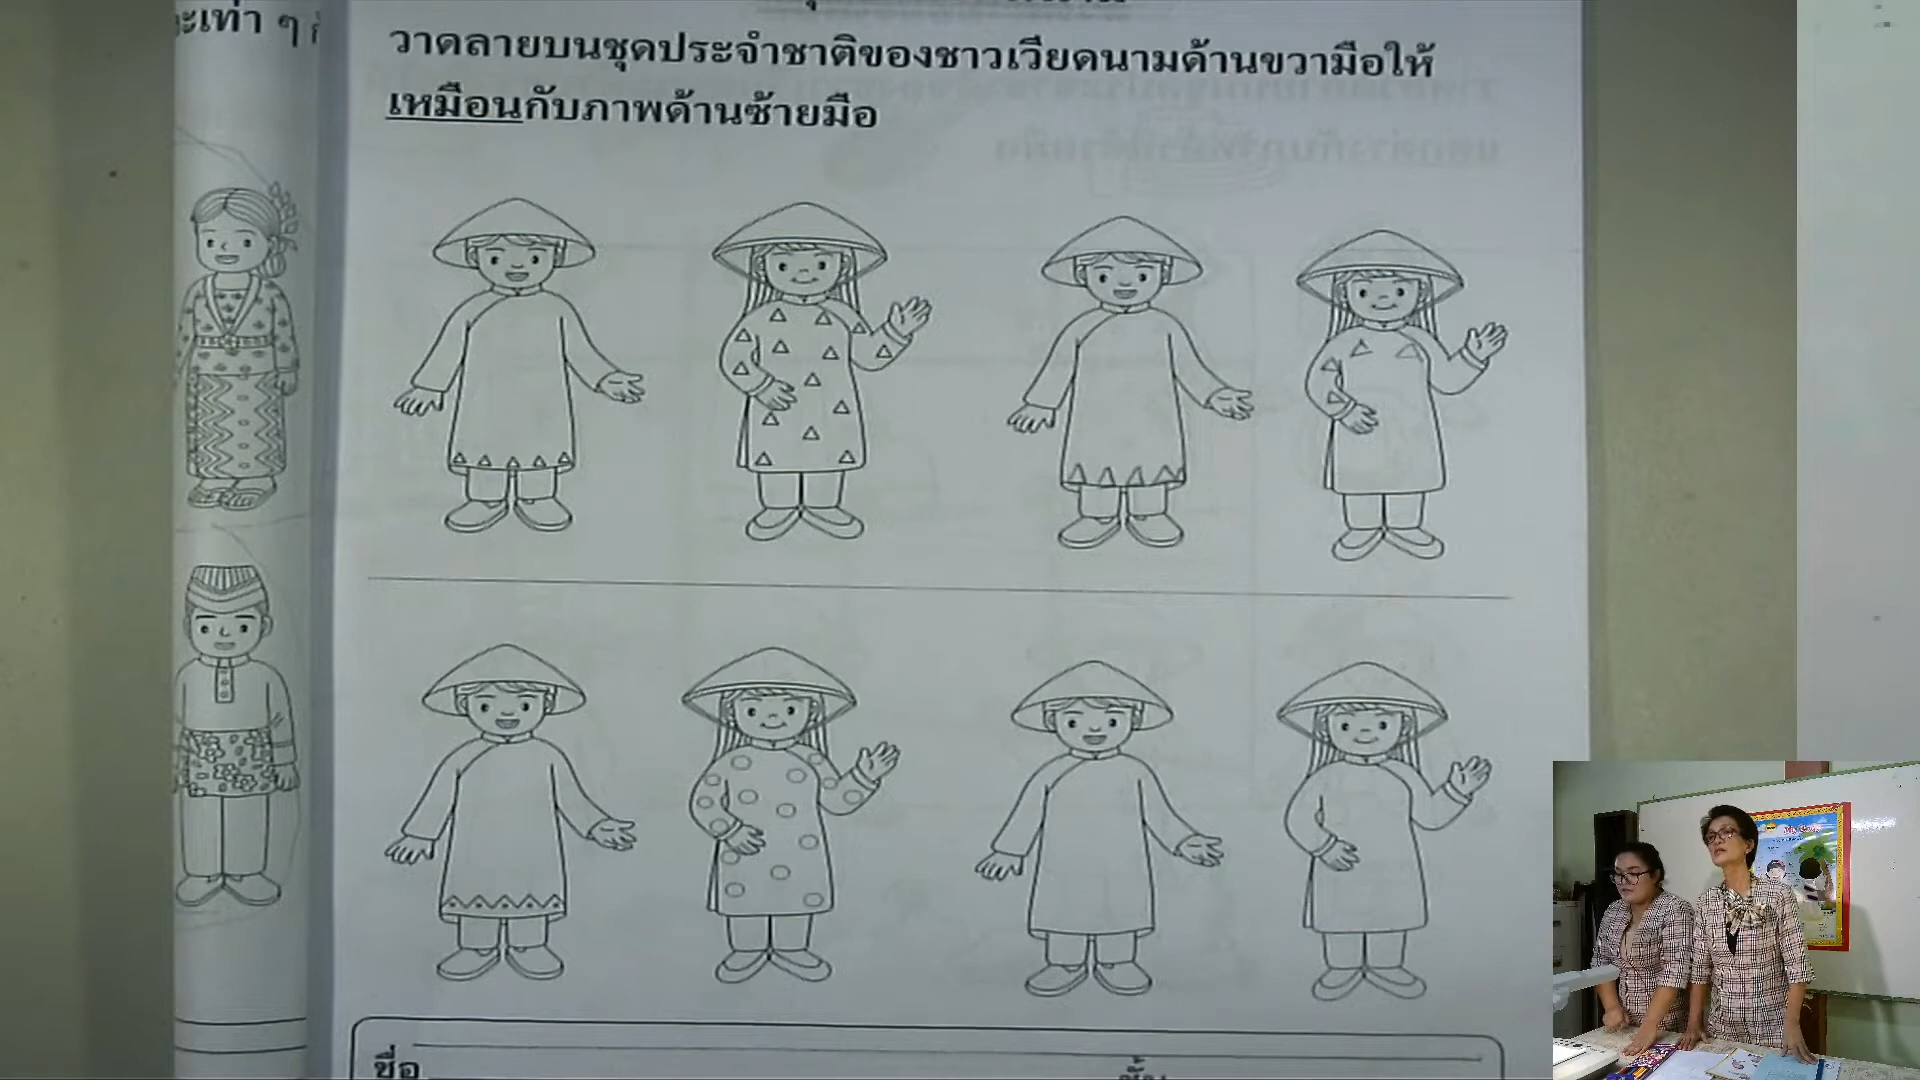 ะเท่า ๆ
วาดลายบนชุดประจำชาติของชาวเวียดนามด้านขวามือให้
เหมือนกับภาพด้านซ้ายมือ
ชื่อ